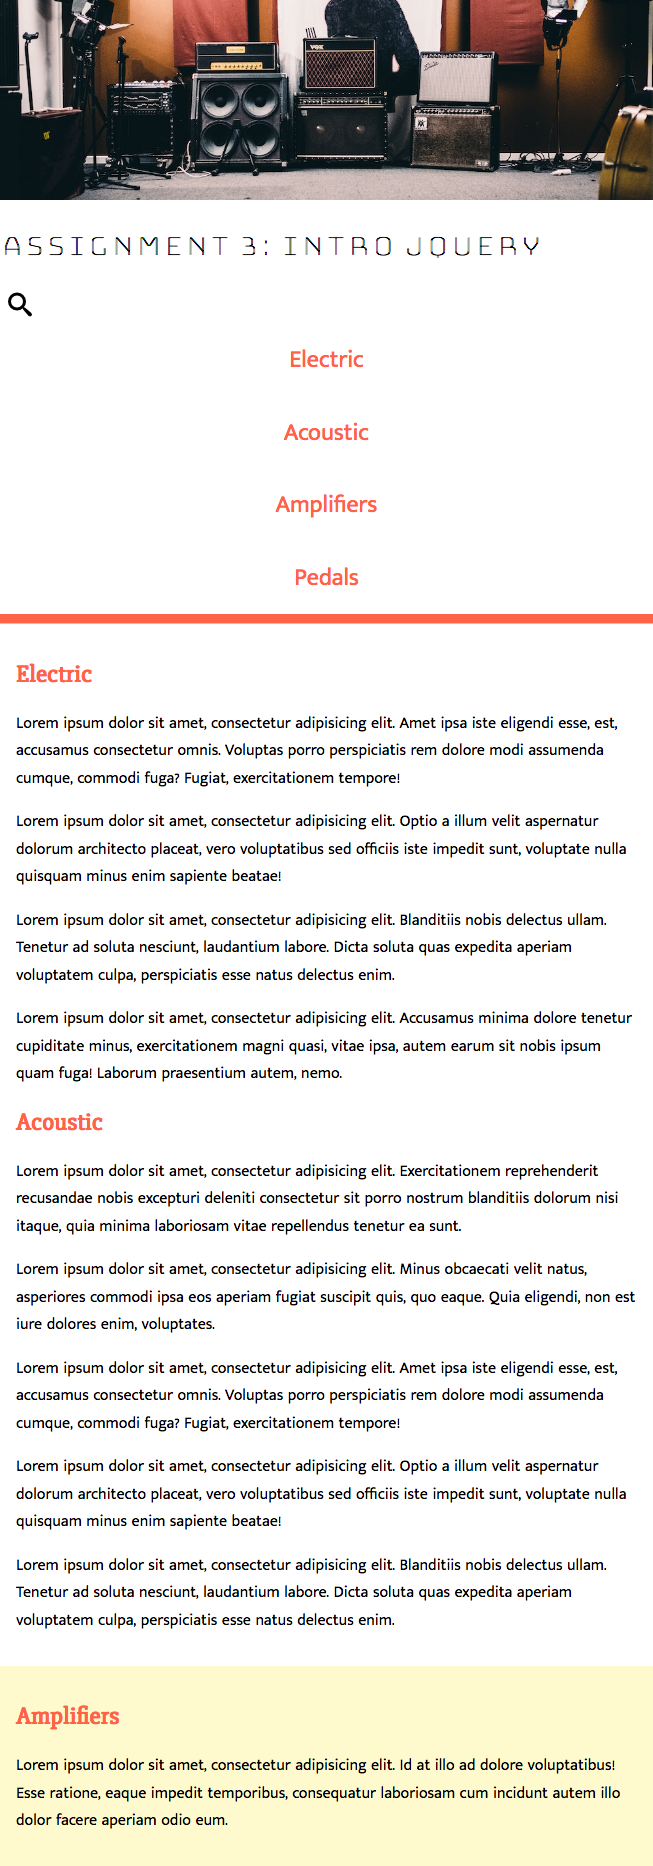 VOX
ASSIGNMENT 3: INTRO JQUERY
Electric
Acoustic
Amplifiers
Pedals
Electric
Lorem ipsum dolor sit amet, consectetur adipisicing elit. Amet ipsa iste eligendi esse, est,
accusamus consectetur omnis. Voluptas porro perspiciatis rem dolore modi assumenda
cumque, commodi fuga? Fugiat, exercitationem tempore!
Lorem ipsum dolor sit amet, consectetur adipisicing elit. Optio a illum velit aspernatur
dolorum architecto placeat, vero voluptatibus sed officiis iste impedit sunt, voluptate nulla
quisquam minus enim sapiente beatae!
Lorem ipsum dolor sit amet, consectetur adipisicing elit. Blanditiis nobis delectus ullam.
Tenetur ad soluta nesciunt, laudantium labore. Dicta soluta quas expedita aperiam
voluptatem culpa, perspiciatis esse natus delectus enim.
Lorem ipsum dolor sit amet, consectetur adipisicing elit. Accusamus minima dolore tenetur
cupiditate minus, exercitationem magni quasi, vitae ipsa, autem earum sit nobis ipsum
quam fuga! Laborum praesentium autem, nemo.
Acoustic
Lorem ipsum dolor sit amet, consectetur adipisicing elit. Exercitationem reprehenderit
recusandae nobis excepturi deleniti consectetur sit porro nostrum blanditiis dolorum nisi
itaque, quia minima laboriosam vitae repellendus tenetur ea sunt.
Lorem ipsum dolor sit amet, consectetur adipisicing elit. Minus obcaecati velit natus,
asperiores commodi ipsa eos aperiam fugiat suscipit quis, quo eaque. Quia eligendi, non est
iure dolores enim, voluptates.
Lorem ipsum dolor sit amet, consectetur adipisicing elit. Amet ipsa iste eligendi esse, est,
accusamus consectetur omnis. Voluptas porro perspiciatis rem dolore modi assumenda
cumque, commodi fuga? Fugiat, exercitationem tempore!
Lorem ipsum dolor sit amet, consectetur adipisicing elit. Optio a illum velit aspernatur
dolorum architecto placeat, vero voluptatibus sed officiis iste impedit sunt, voluptate nulla
quisquam minus enim sapiente beatae!
Lorem ipsum dolor sit amet, consectetur adipisicing elit. Blanditiis nobis delectus ullam.
Tenetur ad soluta nesciunt, laudantium labore. Dicta soluta quas expedita aperiam
voluptatem culpa, perspiciatis esse natus delectus enim.
Amplifiers
Lorem ipsum dolor sit amet, consectetur adipisicing elit. Id at illo ad dolore voluptatibus!
Esse ratione, eaque impedit temporibus, consequatur laboriosam cum incidunt autem illo
dolor facere aperiam odio eum.